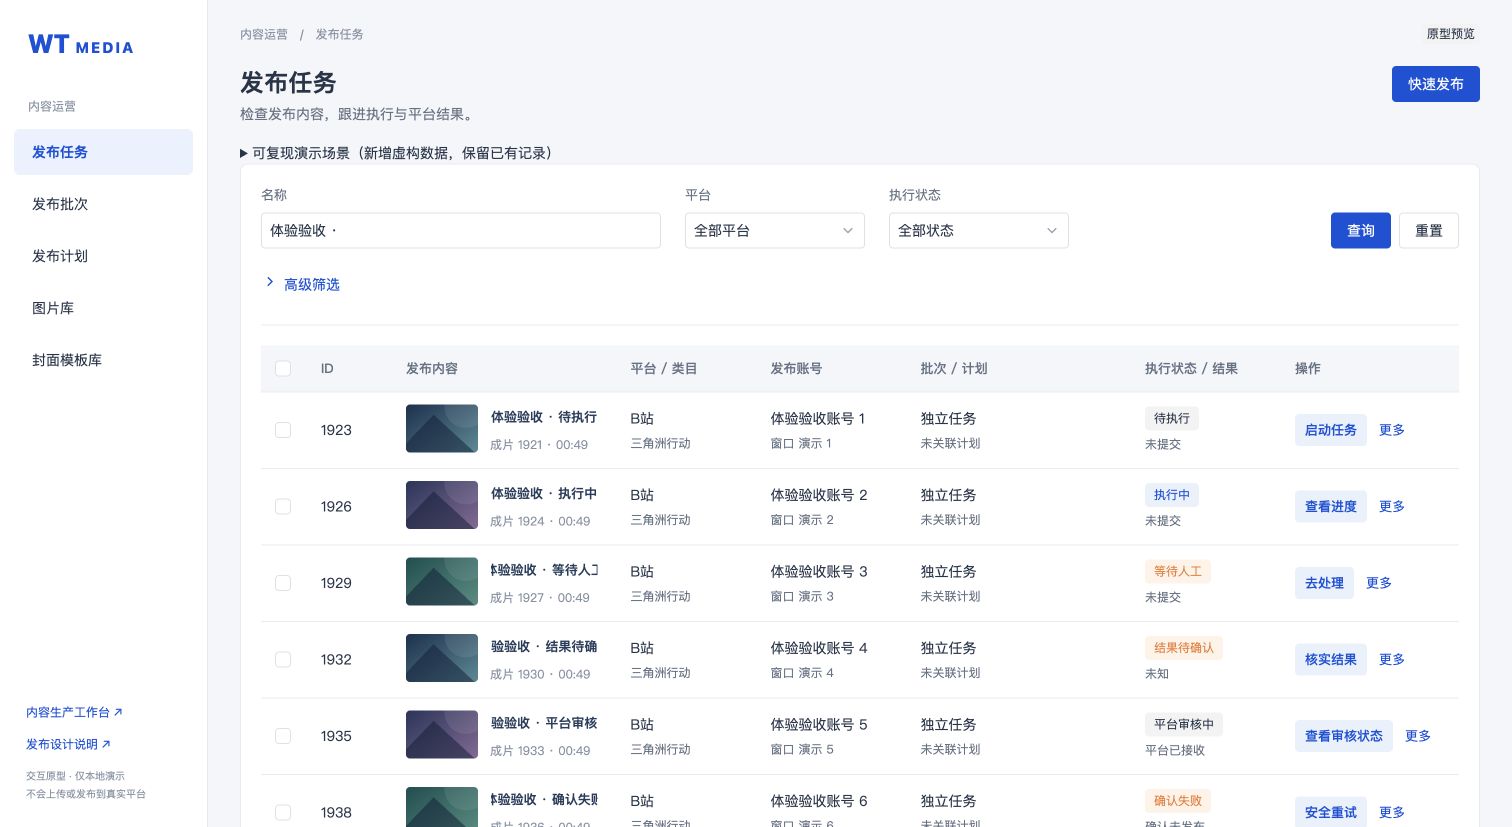 WT MEDIA
内容运营
发布任务
发布批次
发布计划
图片库
封面模板库
内容生产工作台 ↗
发布设计说明 ↗
交互原型 · 仅本地演示
不会上传或发布到真实平台
内容运营 / 发布任务
原型预览
发布任务
快速发布
检查发布内容，跟进执行与平台结果。
▶ 可复现演示场景（新增虚构数据，保留已有记录）
名称 平台 执行状态
体验验收 · 全部平台 全部状态 查询 重置
高级筛选
ID 发布内容 平台 / 类目 发布账号 批次 / 计划 执行状态 / 结果 操作
1923 体验验收 · 待执行 B站 体验验收账号 1 独立任务 待执行 启动任务 更多
成片 1921 · 00:49 三角洲行动 窗口 演示 1 未关联计划 未提交
1926 体验验收 · 执行中 B站 体验验收账号 2 独立任务 执行中 查看进度 更多
成片 1924 · 00:49 三角洲行动 窗口 演示 2 未关联计划 未提交
1929 验验收 · 等待人 B站 体验验收账号 3 独立任务 等待人工 去处理 更多
成片 1927 · 00:49 三角洲行动 窗口 演示 3 未关联计划 未提交
1932 验验收 · 结果待确 B站 体验验收账号 4 独立任务 结果待确认 核实结果 更多
成片 1930 · 00:49 三角洲行动 窗口 演示 4 未关联计划 未知
1935 验验收 · 平台审核 B站 体验验收账号 5 独立任务 平台审核中 查看审核状态 更多
成片 1933 · 00:49 三角洲行动 窗口 演示 5 未关联计划 平台已接收
1938 验验收 · 确认失 B站 体验验收账号 6 独立任务 确认失败 安全重试 更多